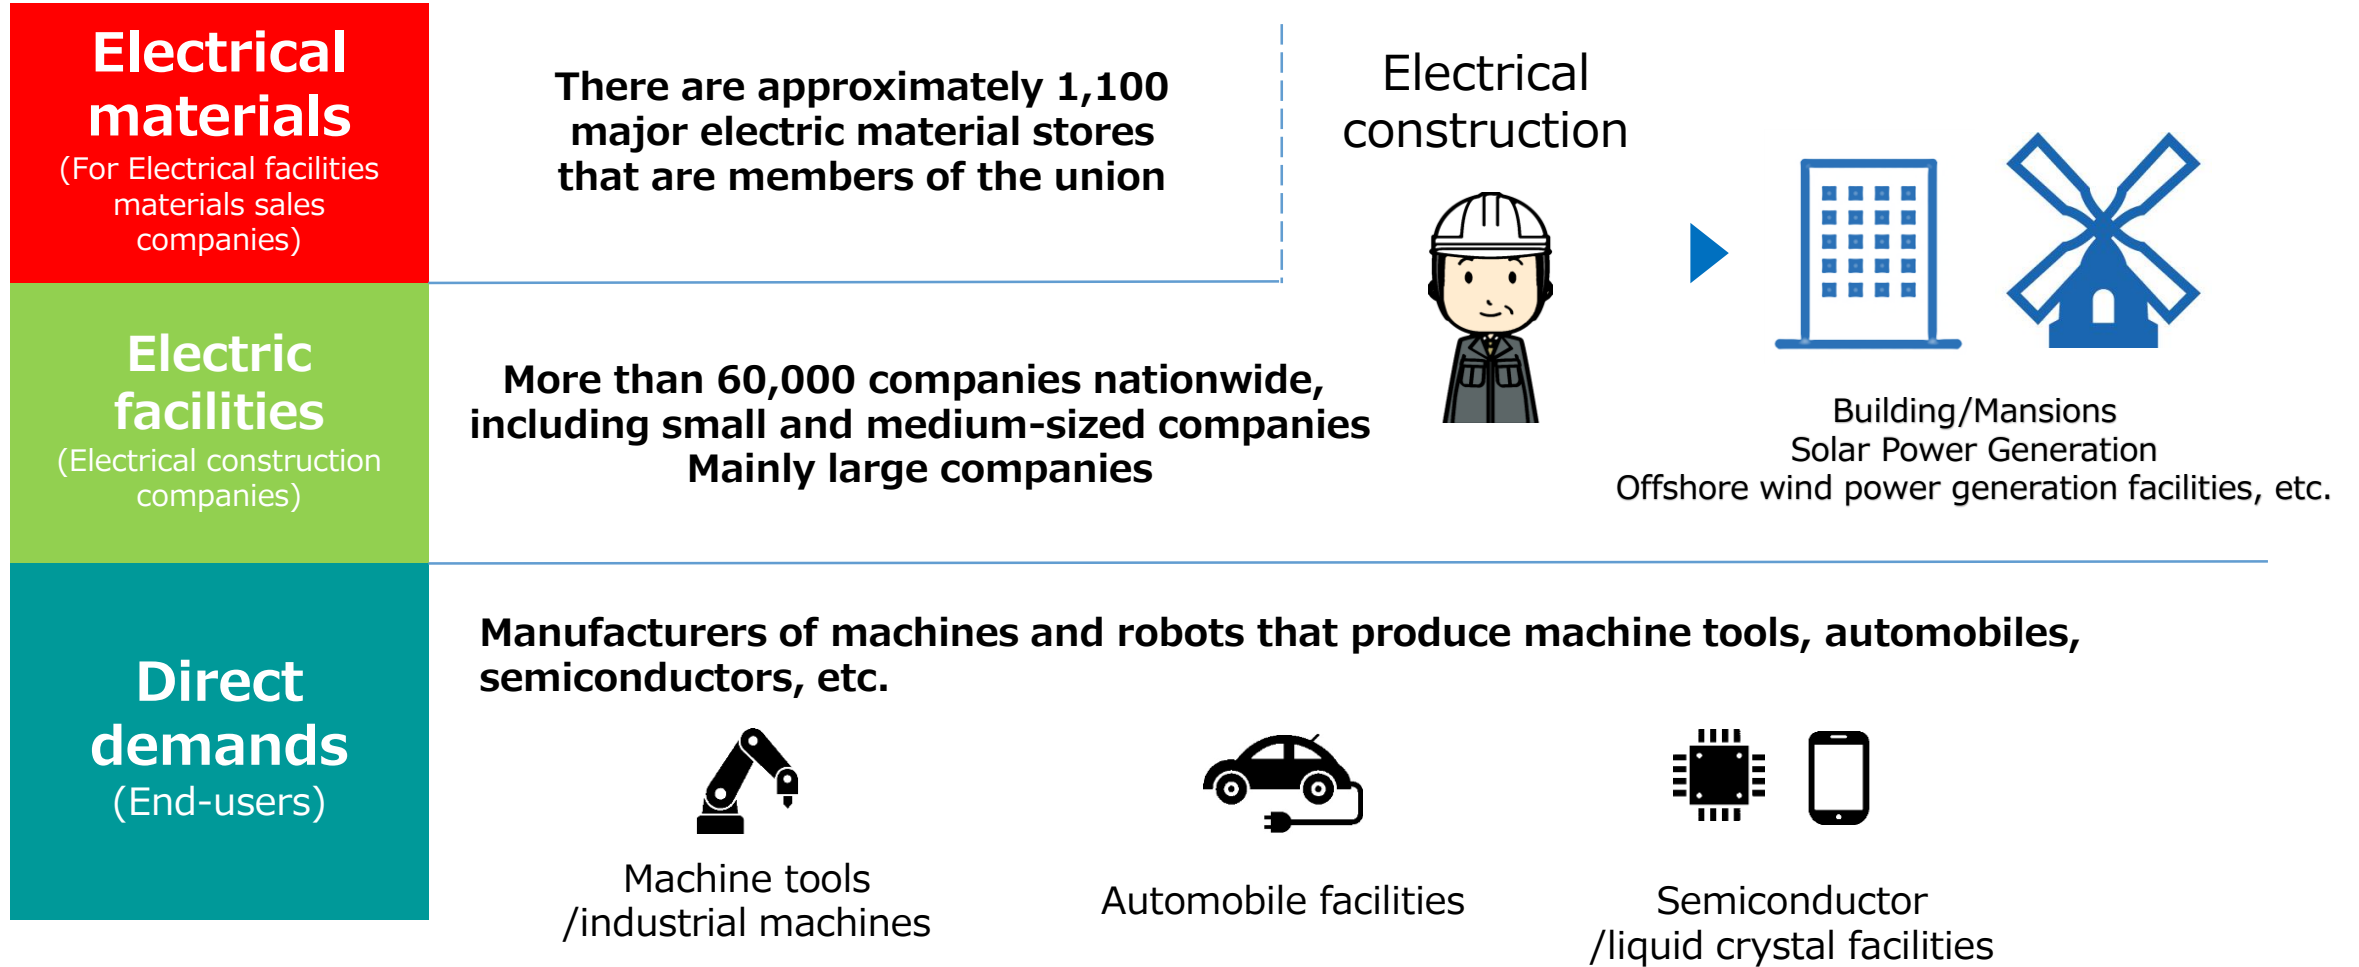 Electrical
materials
(For Electrical facilities
materials sales
companies)
There are approximately 1,100
major electric material stores
that are members of the union
Electrical
construction
Electric
facilities
(Electrical construction
companies)
More than 60,000 companies nationwide,
including small and medium-sized companies
Mainly large companies
Building/Mansions
Solar Power Generation
Offshore wind power generation facilities, etc.
Direct
demands
(End-users)
Manufacturers of machines and robots that produce machine tools, automobiles,
semiconductors, etc.
Machine tools
/industrial machines
Automobile facilities
Semiconductor
/liquid crystal facilities